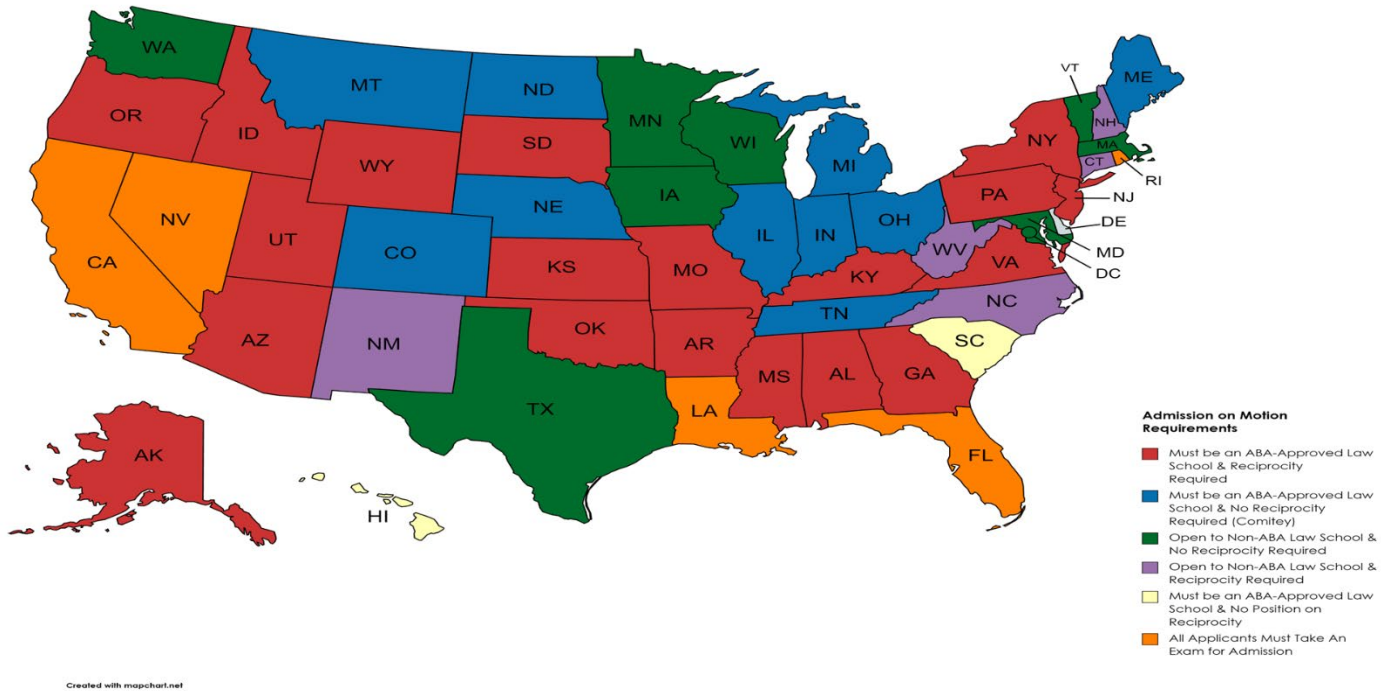 WA
MT
ND
MN
VT
ME
OR
ID
SD
WI
MI
NY
NH
MA
CT
RI
WY
IA
PA
NJ
NV
NE
OH
DE
UT
CO
IL
IN
WV
MD
CA
KS
MO
KY
VA
DC
AZ
NM
OK
AR
TN
NC
SC
MS
AL
GA
TX
LA
FL
AK
HI
Admission on Motion
Requirements
Must be an ABA-Approved Law
School & Reciprocity
Required
Must be an ABA-Approved Law
School & No Reciprocity
Required (Comitey)
Open to Non-ABA Law School &
No Reciprocity Required
Open to Non-ABA Law School &
Reciprocity Required
Must be an ABA-Approved Law
School & No Position on
Reciprocity
All Applicants Must Take An
Exam for Admission
Created with mapchart.net